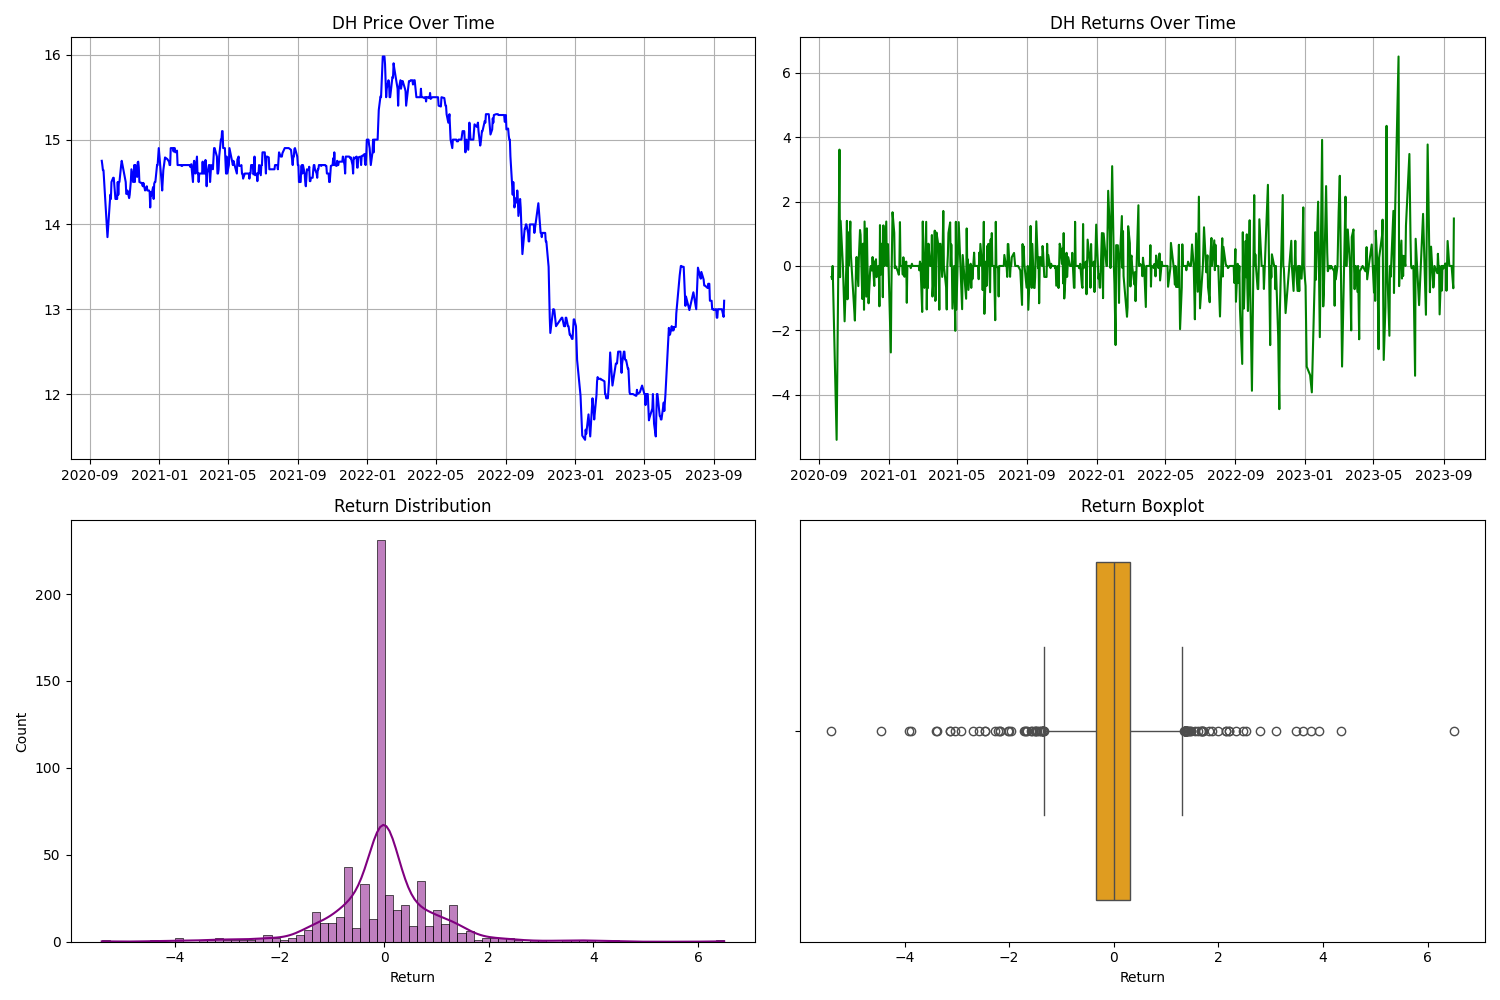 DH Price Over Time
16
15
14
13
12
2020-09 2021-01 2021-05 2021-09 2022-01 2022-05 2022-09 2023-01 2023-05 2023-09
DH Returns Over Time
6
4
2
0
−2
−4
2020-09 2021-01 2021-05 2021-09 2022-01 2022-05 2022-09 2023-01 2023-05 2023-09
Return Distribution
Count
200
150
100
50
0
−4 −2 0 2 4 6
Return
Return Boxplot
−4 −2 0 2 4 6
Return